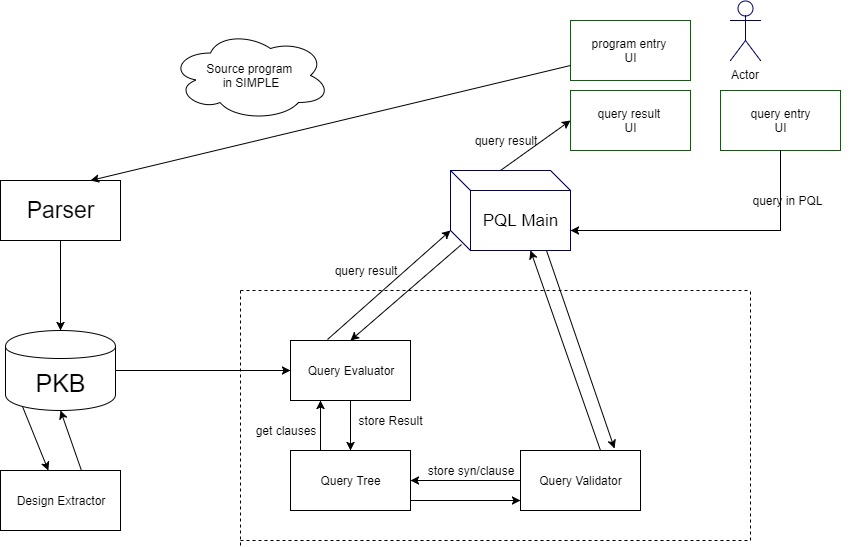 program entry
UI
Actor
Source program
in SIMPLE
query result
UI
query entry
UI
query result
Parser
PQL Main
query in PQL
query result
PKB
Query Evaluator
get clauses
store Result
Design Extractor
Query Tree
store syn/clause
Query Validator